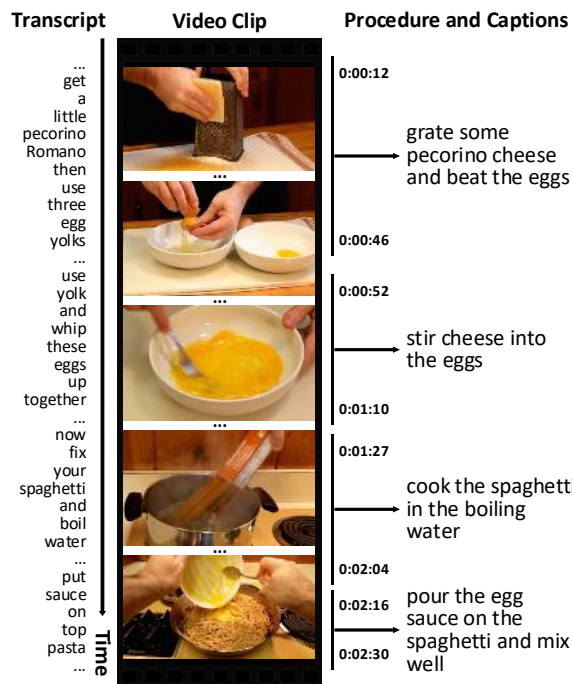 Transcript
Video Clip
Procedure and Captions
...
get
a
little
pecorino
Romano
then
use
three
egg
yolks
...
use
yolk
and
whip
these
eggs
up
together
...
now
fix
your
spaghetti
and
boil
water
...
put
sauce
on
top
pasta
...
Time
...
...
...
...
0:00:12
grate some
pecorino cheese
and beat the eggs
0:00:46
0:00:52
stir cheese into
the eggs
0:01:10
0:01:27
cook the spaghetti
in the boiling
water
0:02:04
0:02:16
pour the egg
sauce on the
spaghetti and mix
well
0:02:30